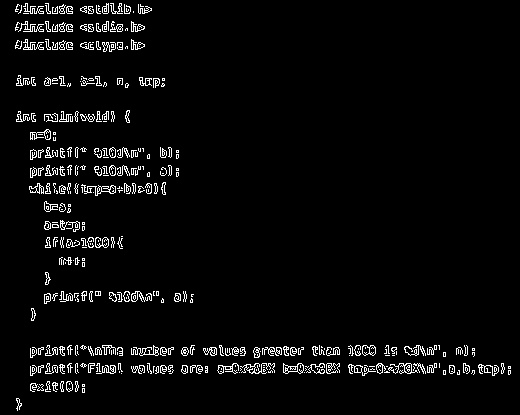 #include <stdlib.h>
#include <stdio.h>
#include <ctype.h>

int a=1, b=1, n, tmp;

int main(void) {
  n=0;
  printf(" %10d\n", b);
  printf(" %10d\n", a);
  while((tmp=a+b)>0){
    b=a;
    a=tmp;
    if(a>1000){
      n++;
    }
    printf(" %10d\n", a);
  }

  printf("\nThe number of values greater than 1000 is %d\n", n);
  printf("Final values are: a=0x%08X b=0x%08X tmp=0x%08X\n",a,b,tmp);
  exit(0);
}